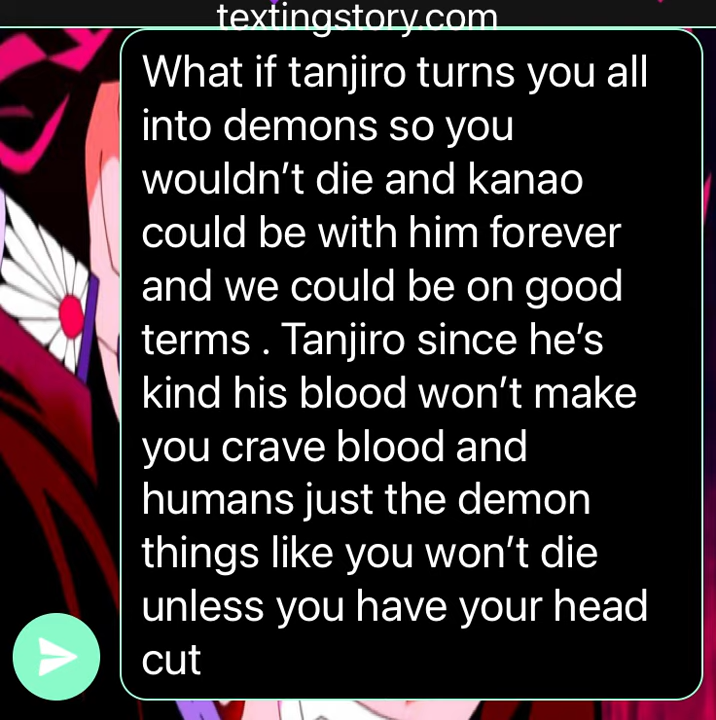 textingstory.com
What if tanjiro turns you all
into demons so you
wouldn’t die and kanao
could be with him forever
and we could be on good
terms . Tanjiro since he’s
kind his blood won’t make
you crave blood and
humans just the demon
things like you won’t die
unless you have your head
cut